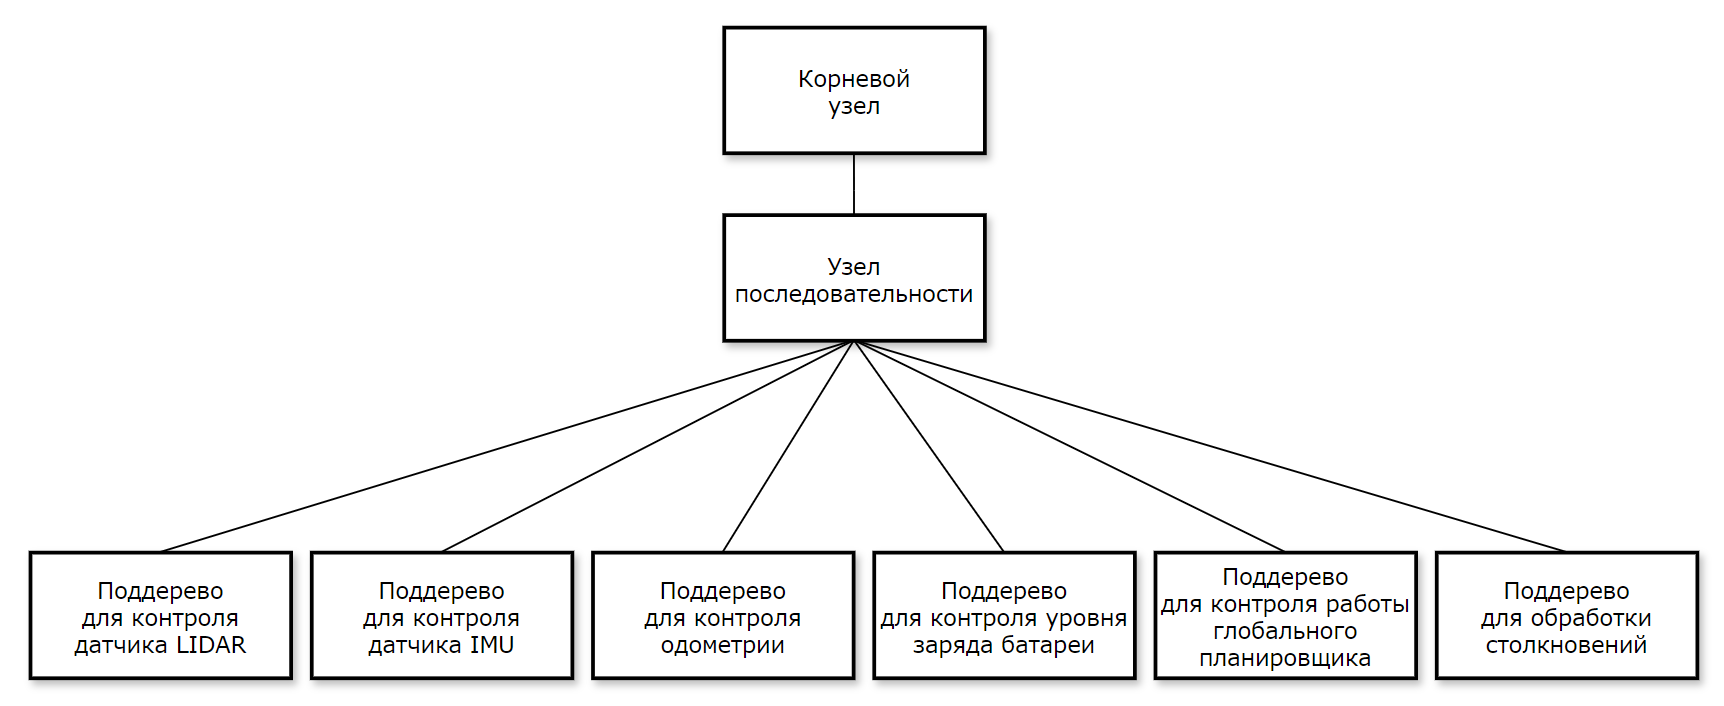 Корневой
узел
Узел
последовательности
Поддерево
для контроля
датчика LIDAR
Поддерево
для контроля
датчика IMU
Поддерево
для контроля
одометрии
Поддерево
для контроля уровня
заряда батареи
Поддерево
для контроля работы
глобального
планировщика
Поддерево
для обработки
столкновений